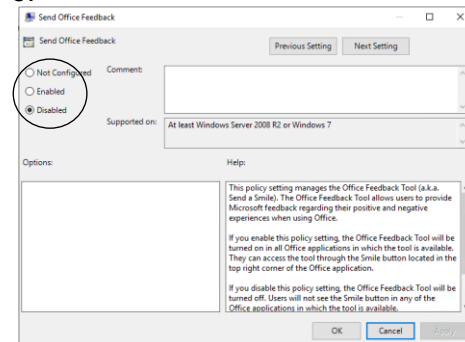 Send Office Feedback
Send Office Feedback
Previous Setting
Next Setting
Not Configured
Comment:
Enabled
Disabled
Supported on:
At least Windows Server 2008 R2 or Windows 7
Options:
Help:
This policy setting manages the Office Feedback Tool (a.k.a.
Send a Smile). The Office Feedback Tool allows users to provide
Microsoft feedback regarding their positive and negative
experiences when using Office.
If you enable this policy setting, the Office Feedback Tool will be
turned on in all Office applications in which the tool is available.
They can access the tool through the Smile button located in the
top right corner of the Office application.
If you disable this policy setting, the Office Feedback Tool will be
turned off. Users will not see the Smile button in any of the
Office applications in which the tool is available.
OK
Cancel
Apply